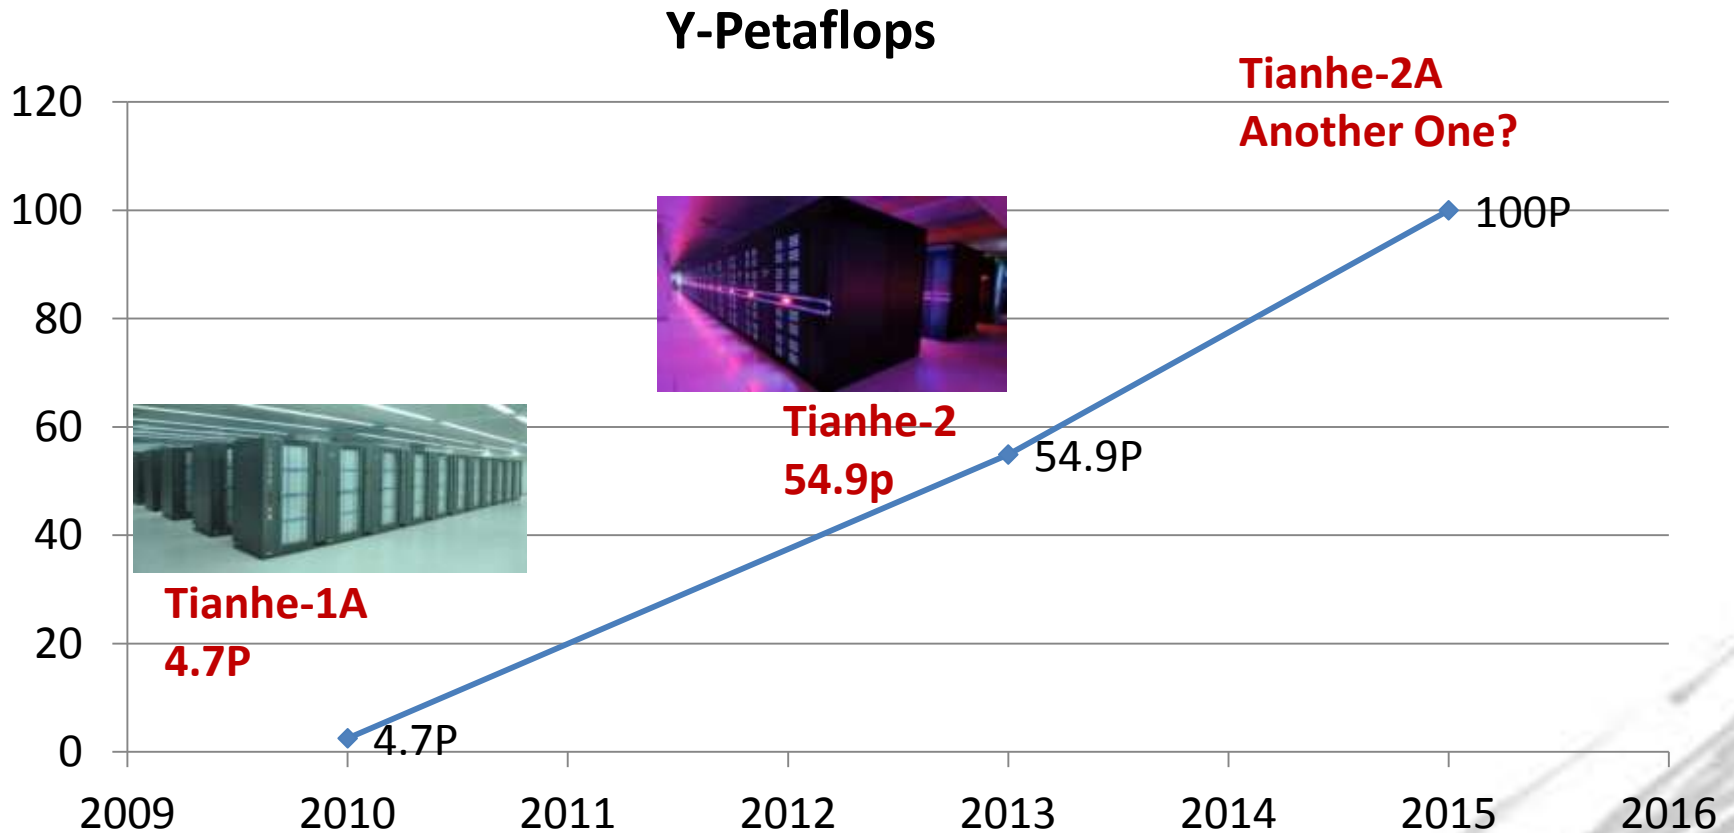 Y-Petaflops
Tianhe-2A
Another One?
120
100
80
60
40
20
0
100P
Tianhe-2
54.9p
54.9P
Tianhe-1A
4.7P
4.7P
2009 2010 2011 2012 2013 2014 2015 2016